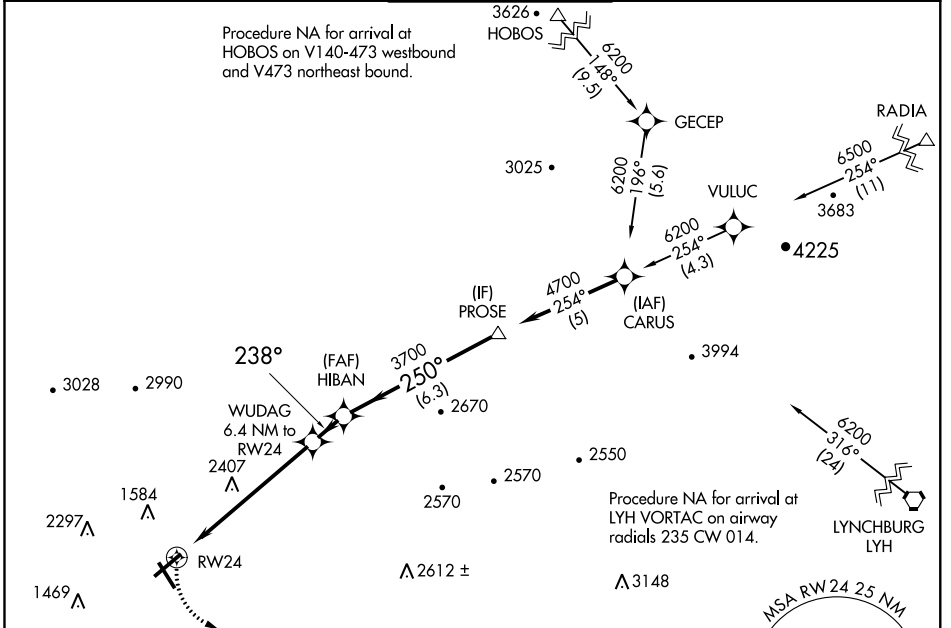 3626
HOBOS
Procedure NA for arrival at
HOBOS on V140-473 westbound
and V473 northeast bound.
6200
148°
(9.5)
GECEP
RADIA
6500
254°
(11)
3025
6200
196°
(5.6)
VULUC
3683
6200
254°
(4.3)
4225
4700
254°
(5)
(IAF)
CARUS
(IF)
PROSE
238°
(FAF)
HIBAN
3700
250°
(6.3)
3994
3028
2990
2670
WUDAG
6.4 NM to
RW24
6200
316°
(24)
2407
2550
2570
2570
1584
2297
Procedure NA for arrival at
LYH VORTAC on airway
radials 235 CW 014.
LYNCHBURG
LYH
RW24
2612 ±
3148
1469
MSA RW24 25 NM